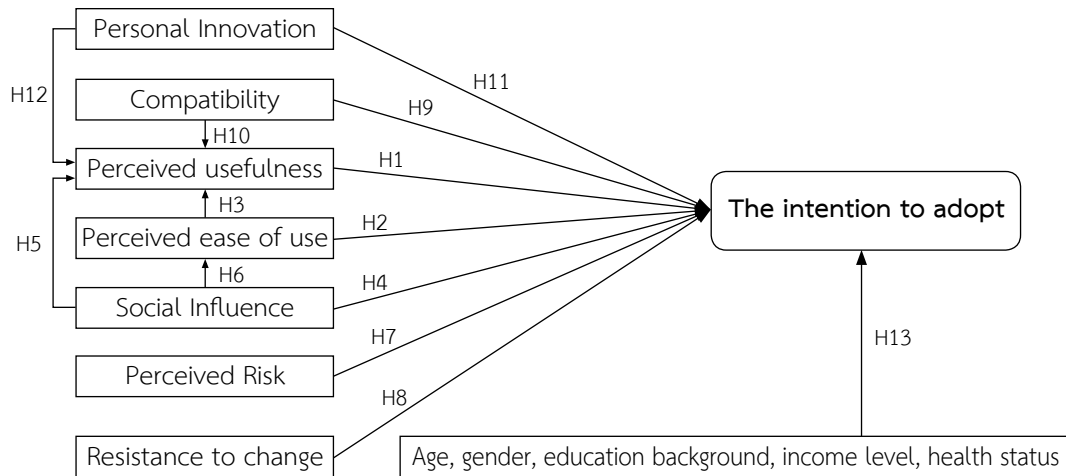 Personal Innovation
H11
H12
Compatibility
H9
H10
Perceived usefulness
H1
The intention to adopt
H3
H5
Perceived ease of use
H2
H6
Social Influence
H4
H7
H13
Perceived Risk
H8
Resistance to change
Age, gender, education background, income level, health status